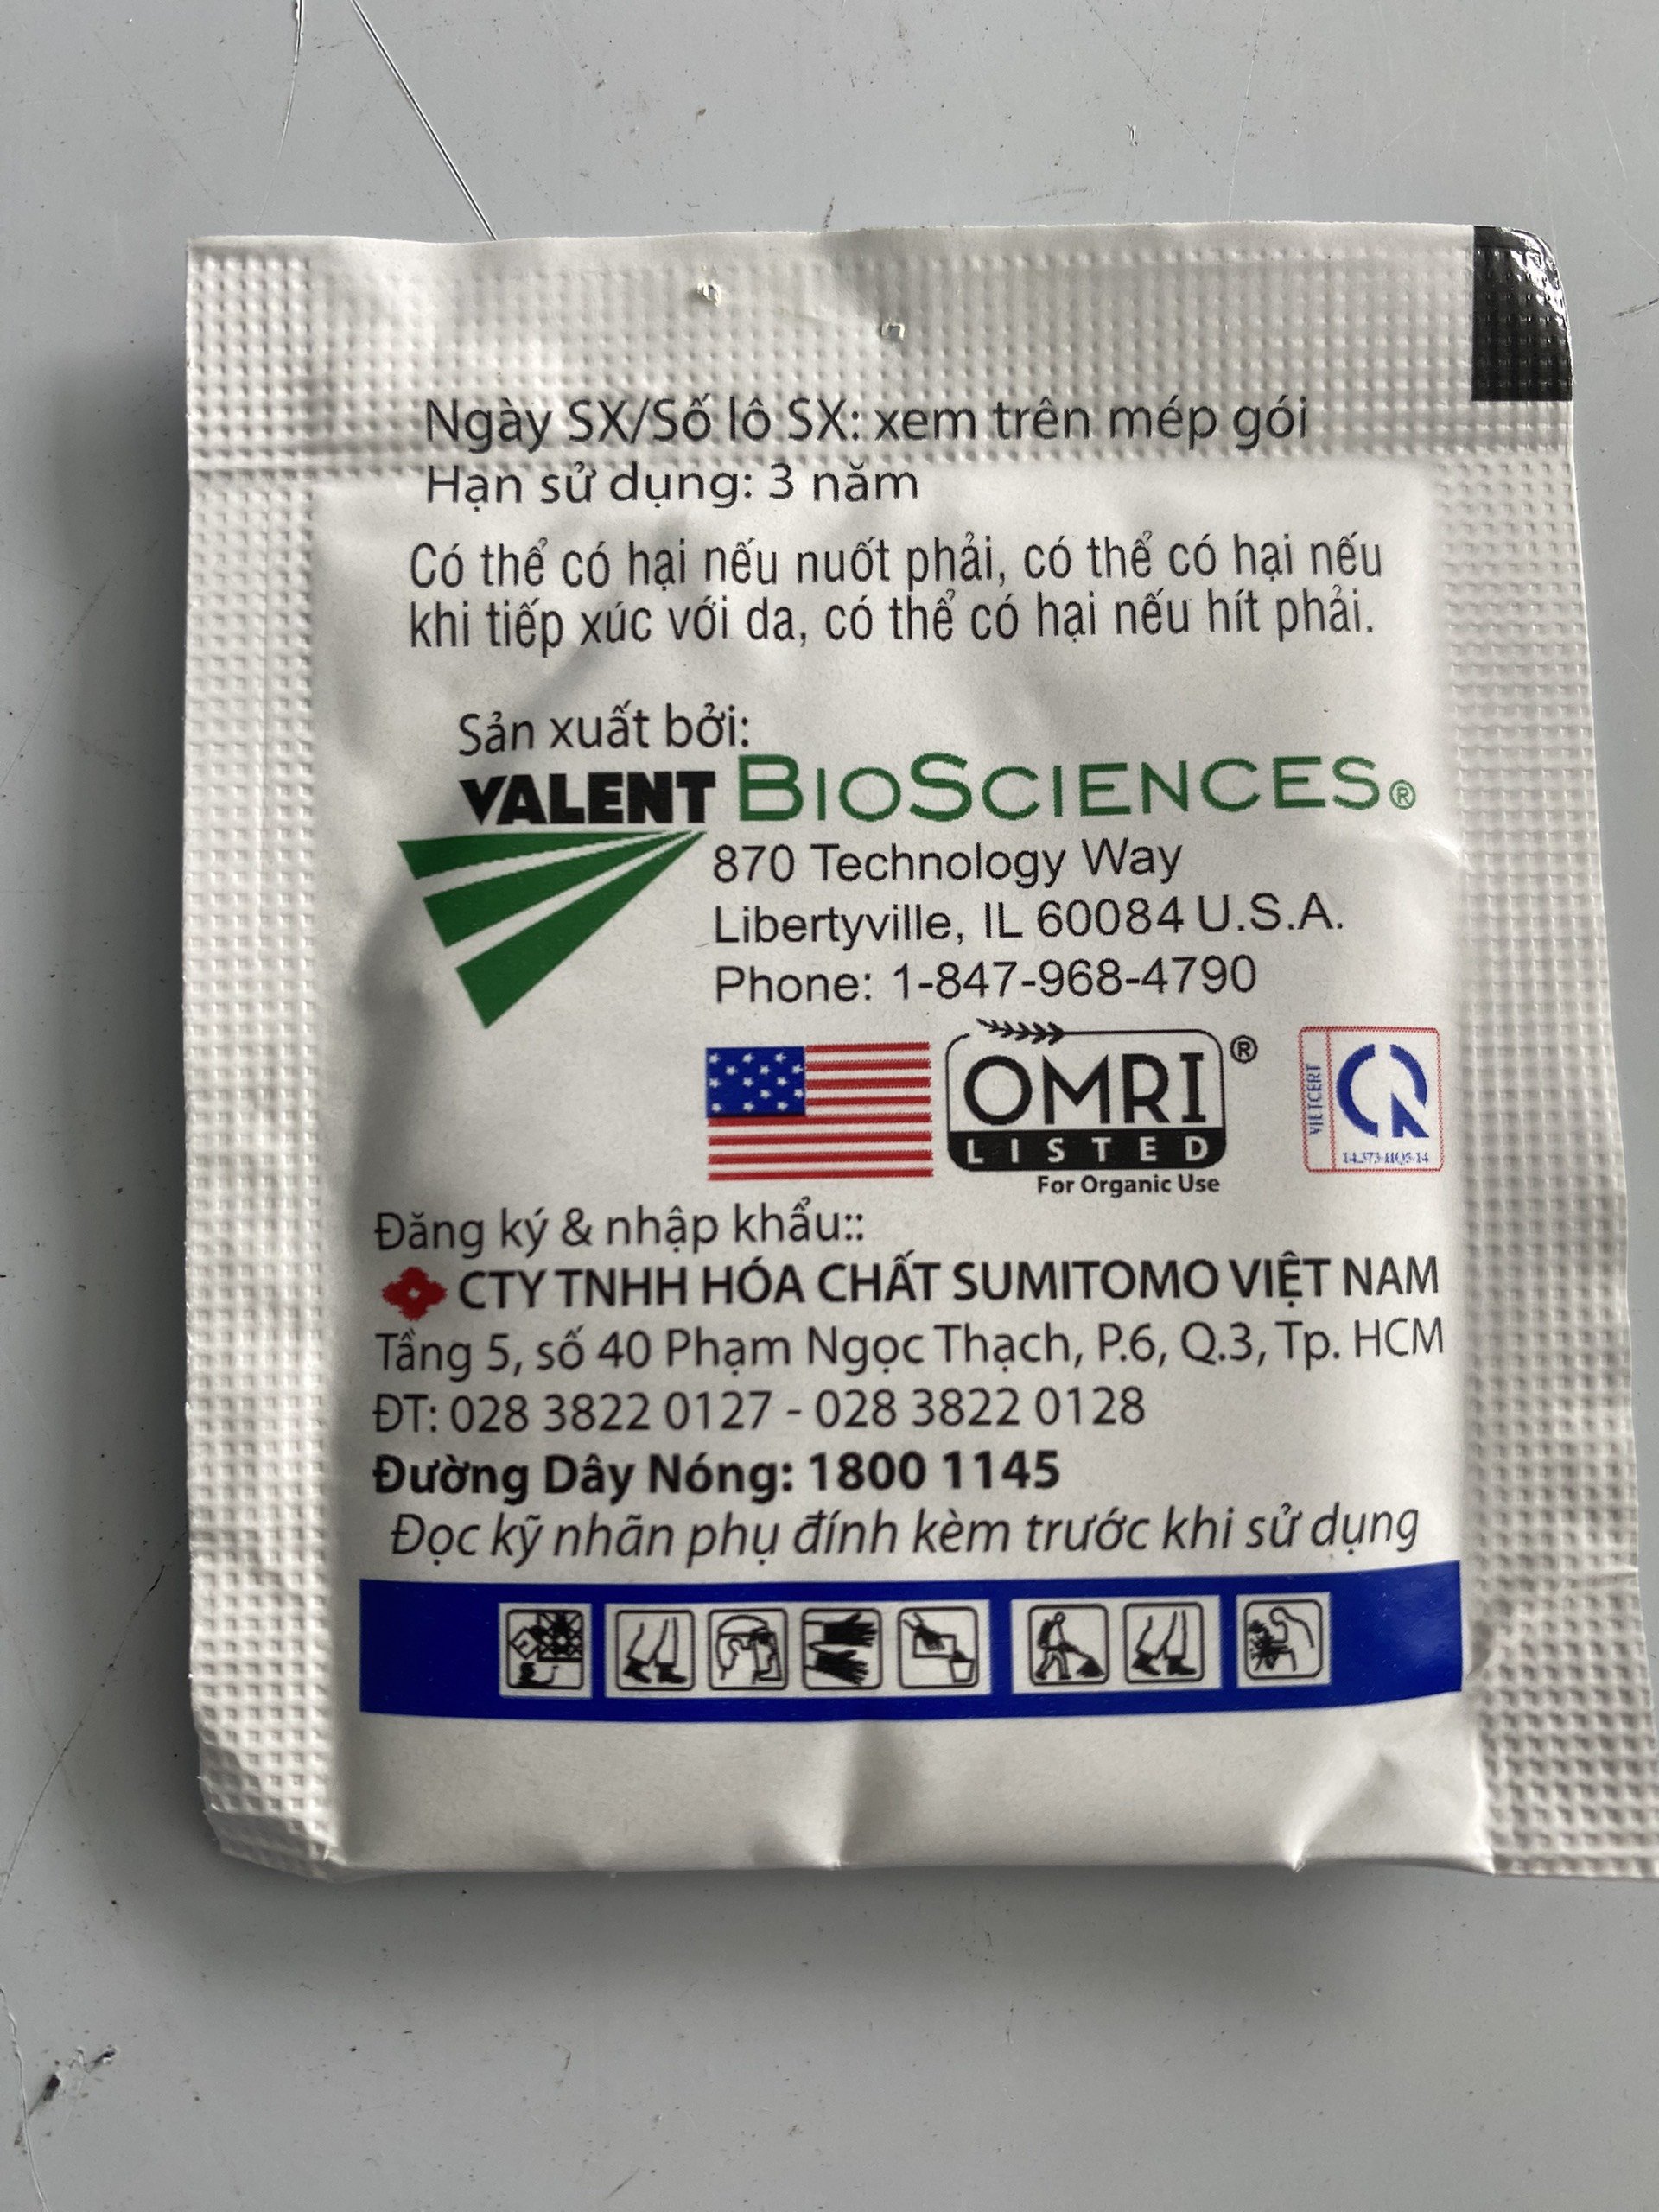 Ngày SX/Số lô SX: xem trên mép gói
Hạn sử dụng: 3 năm
Có thể có hại nếu nuốt phải, có thể có hại nếu
khi tiếp xúc với da, có thể có hại nếu hít phải.
Sản xuất bởi:
VALENT BIOSCIENCES®
870 Technology Way
Libertyville, IL 60084 U.S.A.
Phone: 1-847-968-4790
OMRI ®
LISTED
For Organic Use
VIETCERT
Đăng ký & nhập khẩu::
CTY TNHH HÓA CHẤT SUMITOMO VIỆT NAM
Tầng 5, số 40 Phạm Ngọc Thạch, P.6, Q.3, Tp. HCM
ĐT: 028 3822 0127 - 028 3822 0128
Đường Dây Nóng: 1800 1145
Đọc kỹ nhãn phụ đính kèm trước khi sử dụng